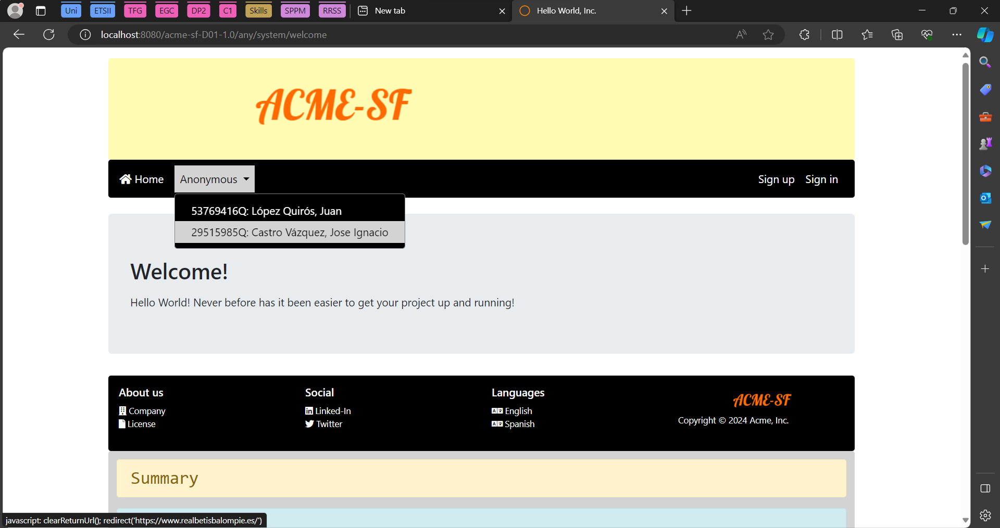 Uni ETSII TFG EGC DP2 C1 Skills SPPM RRSS New tab Hello World, Inc.
localhost:8080/acme-sf-D01-1.0/any/system/welcome
ACME-SF
Home Anonymous Sign up Sign in
53769416Q: López Quirós, Juan
29515985Q: Castro Vázquez, Jose Ignacio
Welcome!
Hello World! Never before has it been easier to get your project up and running!
About us
Company
License
Social
Linked-In
Twitter
Languages
English
Spanish
ACME-SF
Copyright © 2024 Acme, Inc.
Summary
javascript: clearReturnUrl(); redirect('https://www.realbetisbalompie.es/')